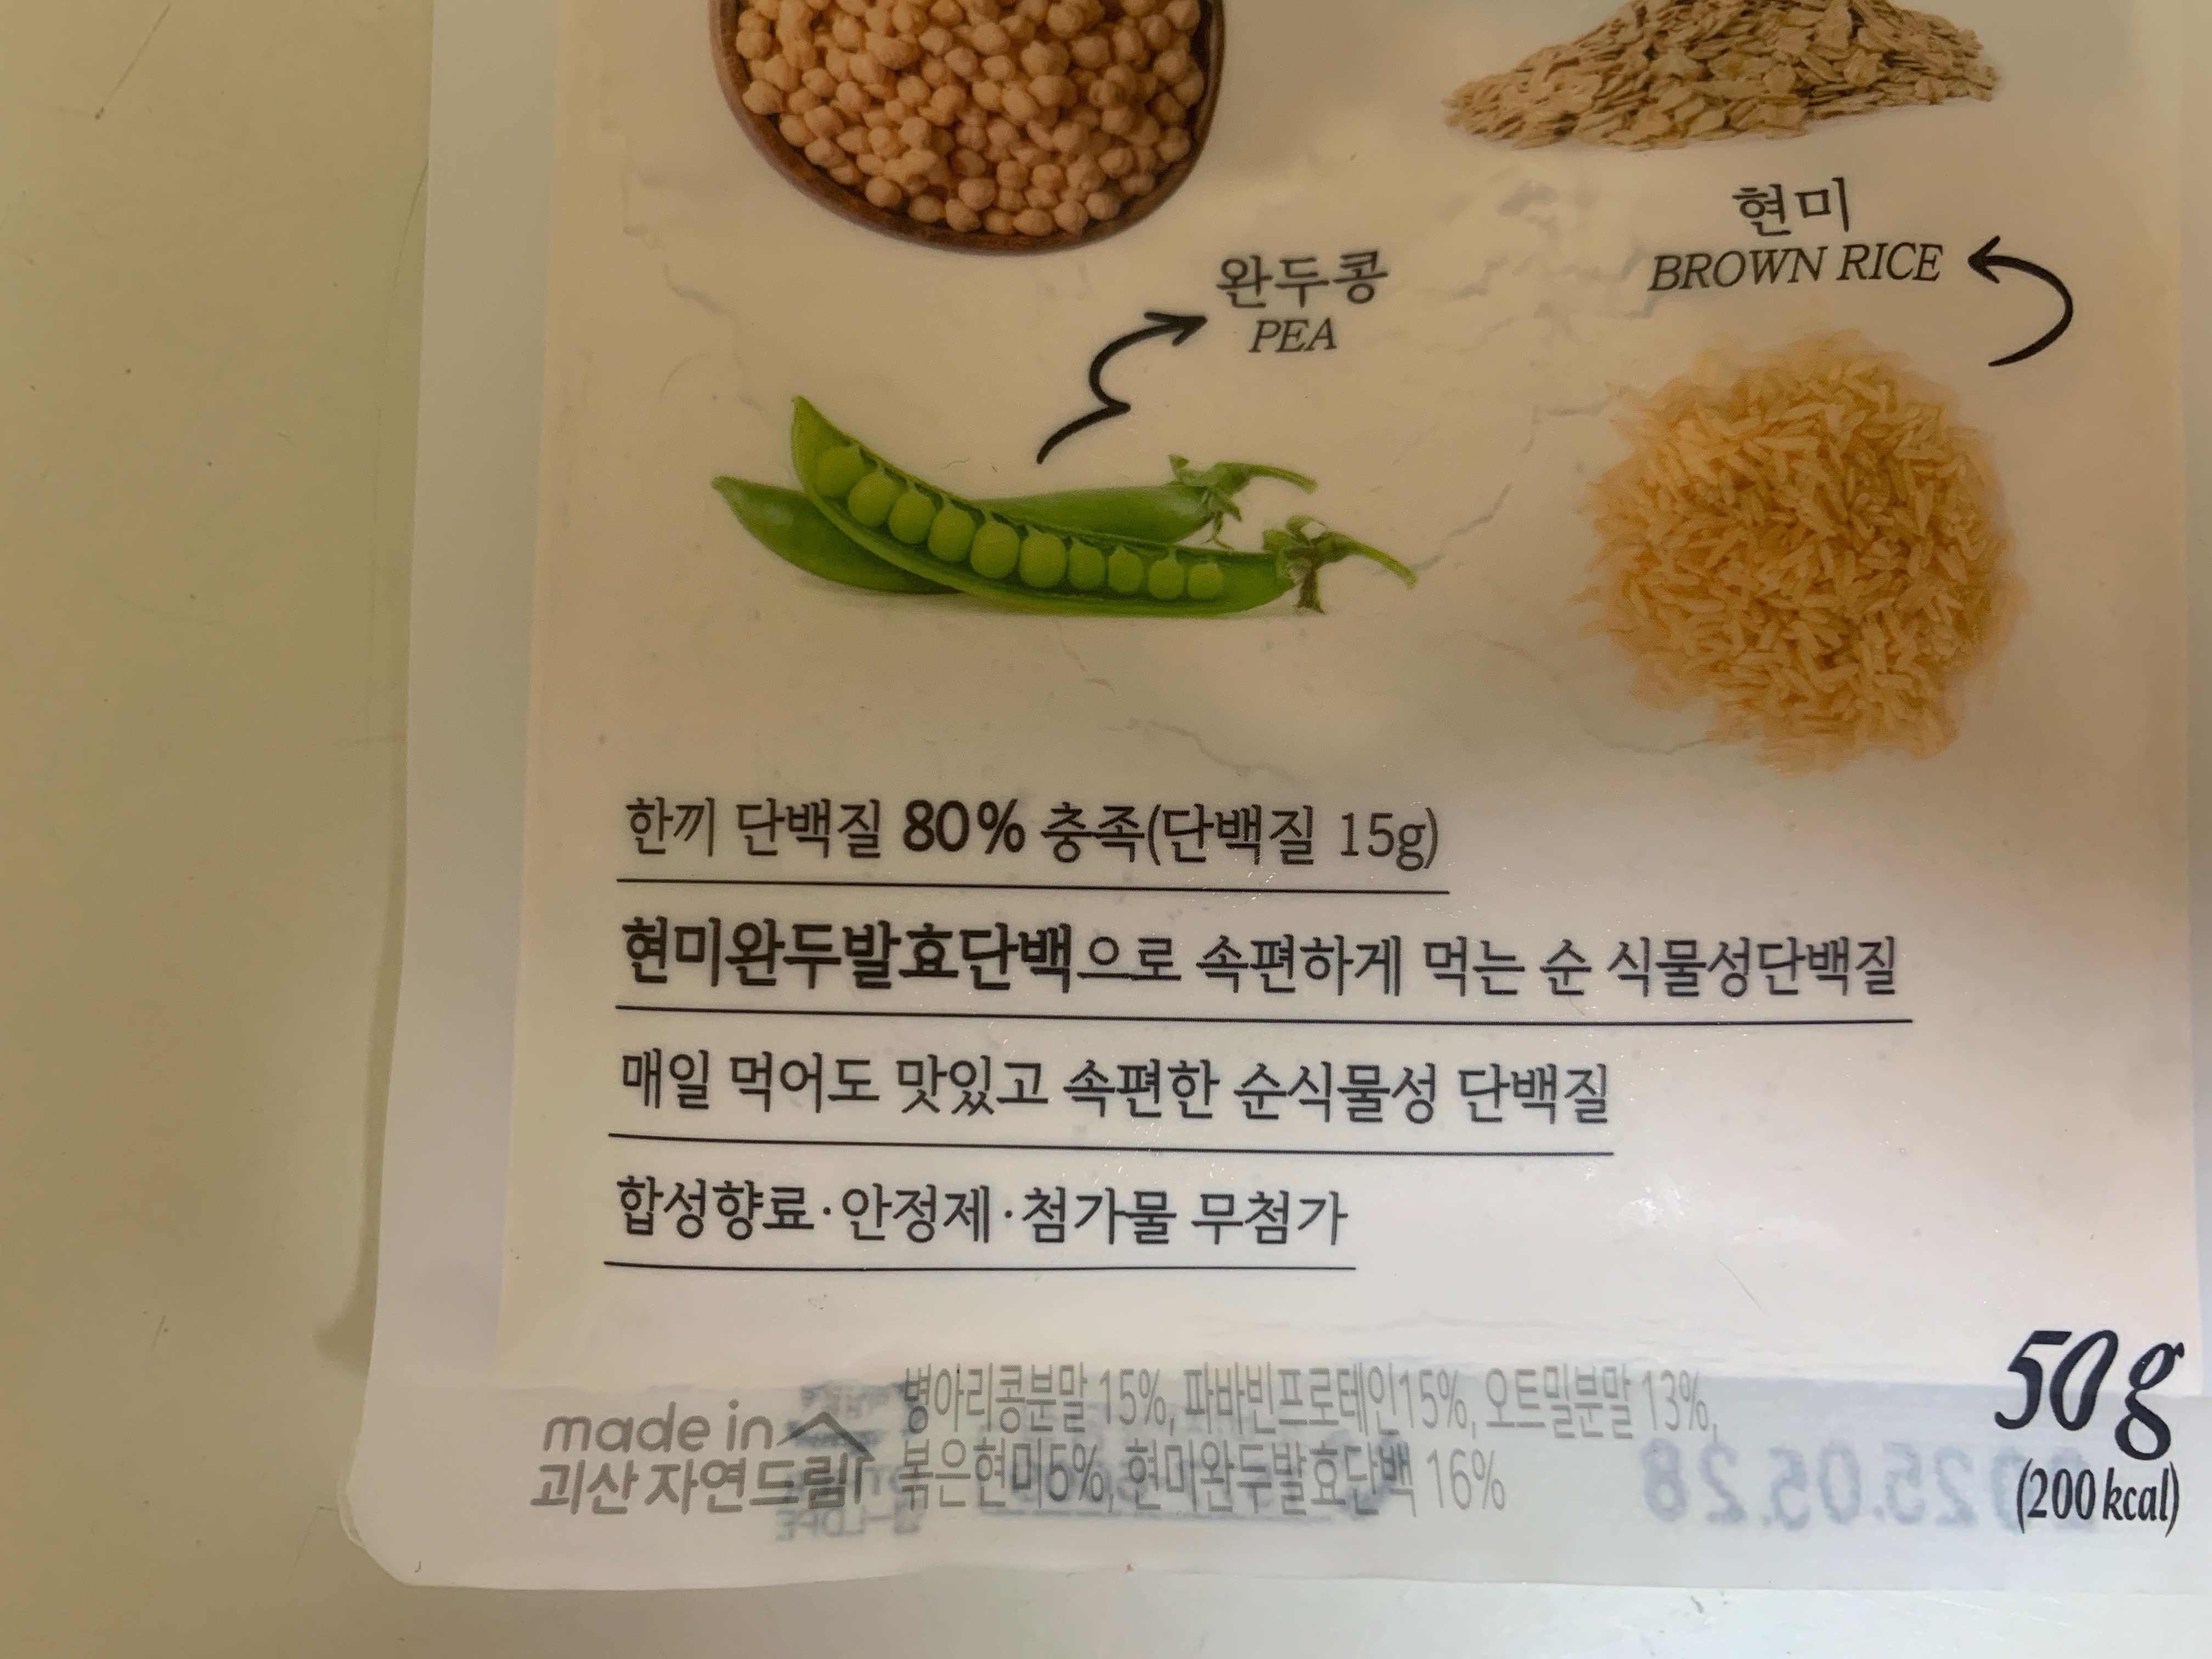 현미
BROWN RICE
완두콩
PEA
한끼 단백질 80% 충족(단백질 15g)
현미완두발효단백으로 속편하게 먹는 순 식물성단백질
매일 먹어도 맛있고 속편한 순식물성 단백질
합성향료·안정제·첨가물 무첨가
made in
괴산 자연드림
병아리콩분말 15%, 파바빈프로테인15%, 오트밀분말 13%,
볶은현미5%, 현미완두발효단백 16%
50g
(200 kcal)
2025.05.28